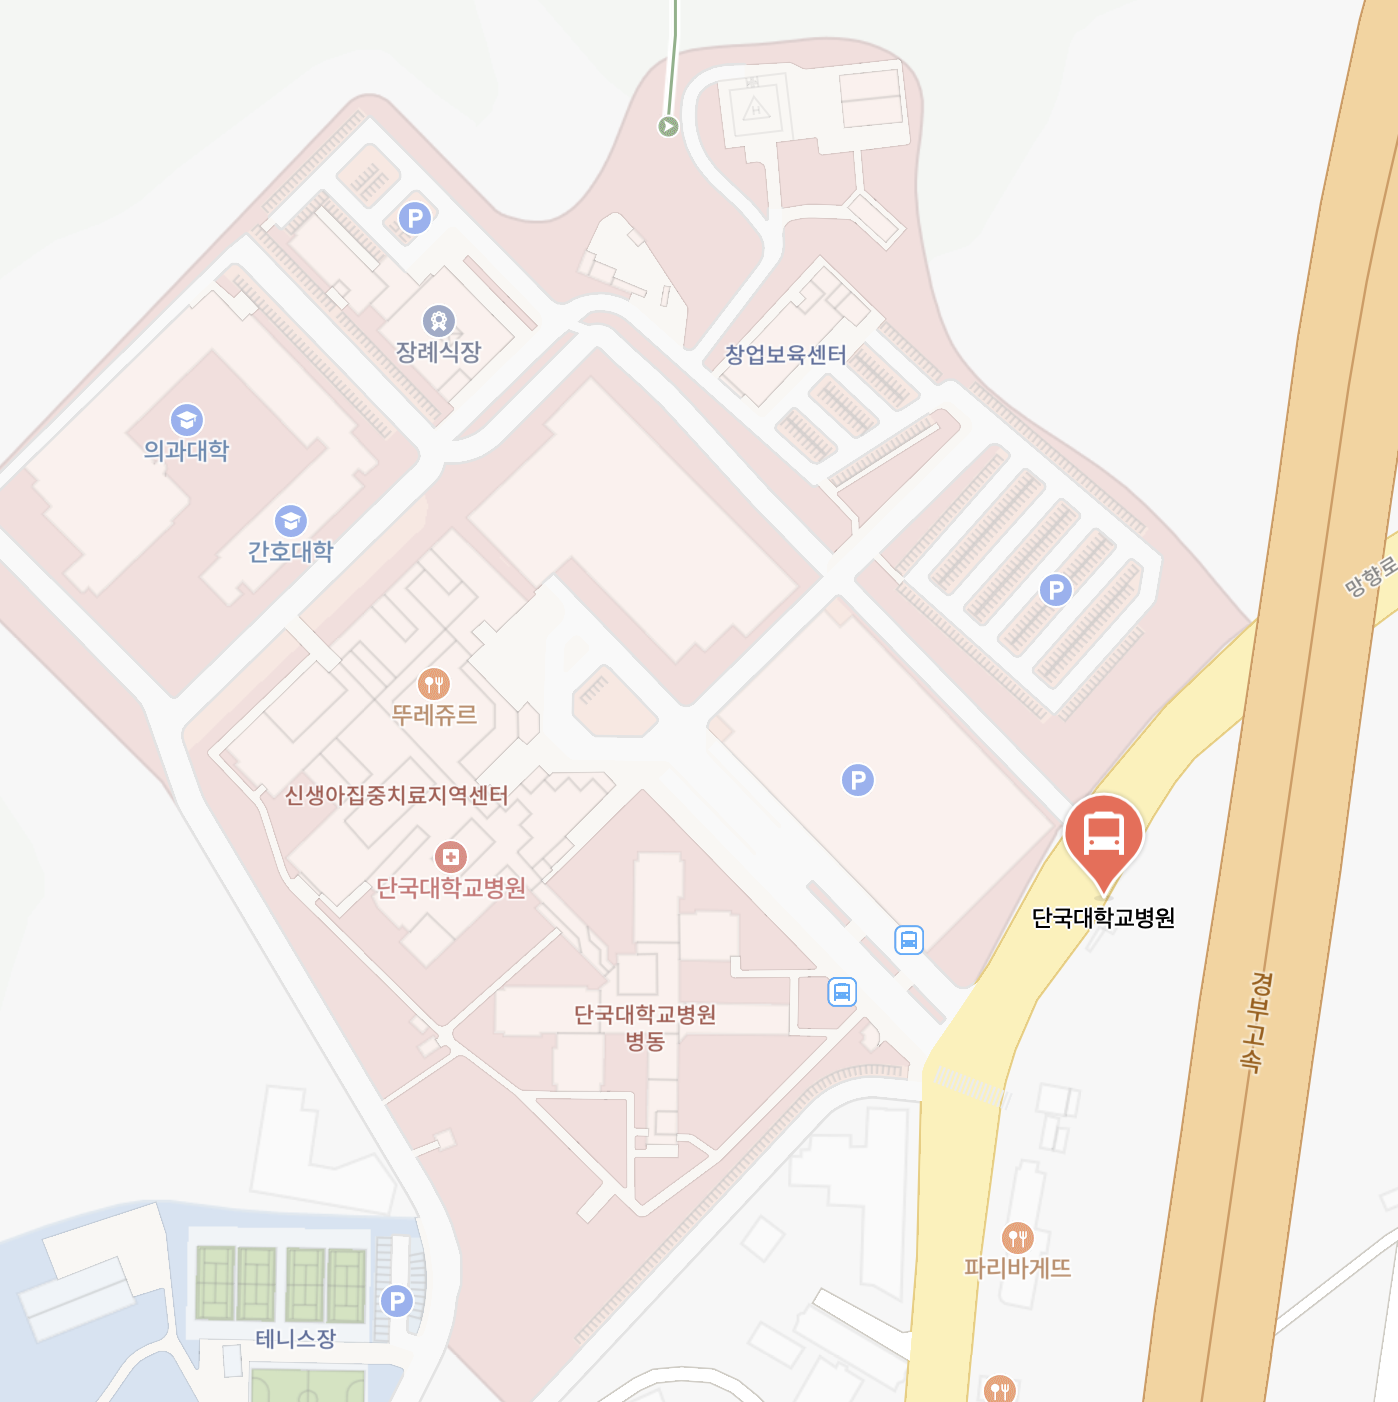 H
P
장례식장
창업보육센터
의과대학
간호대학
망향로
P
뚜레쥬르
P
신생아집중치료지역센터
단국대학교병원
단국대학교병원
단국대학교병원
병동
경부고속
파리바게뜨
P
테니스장